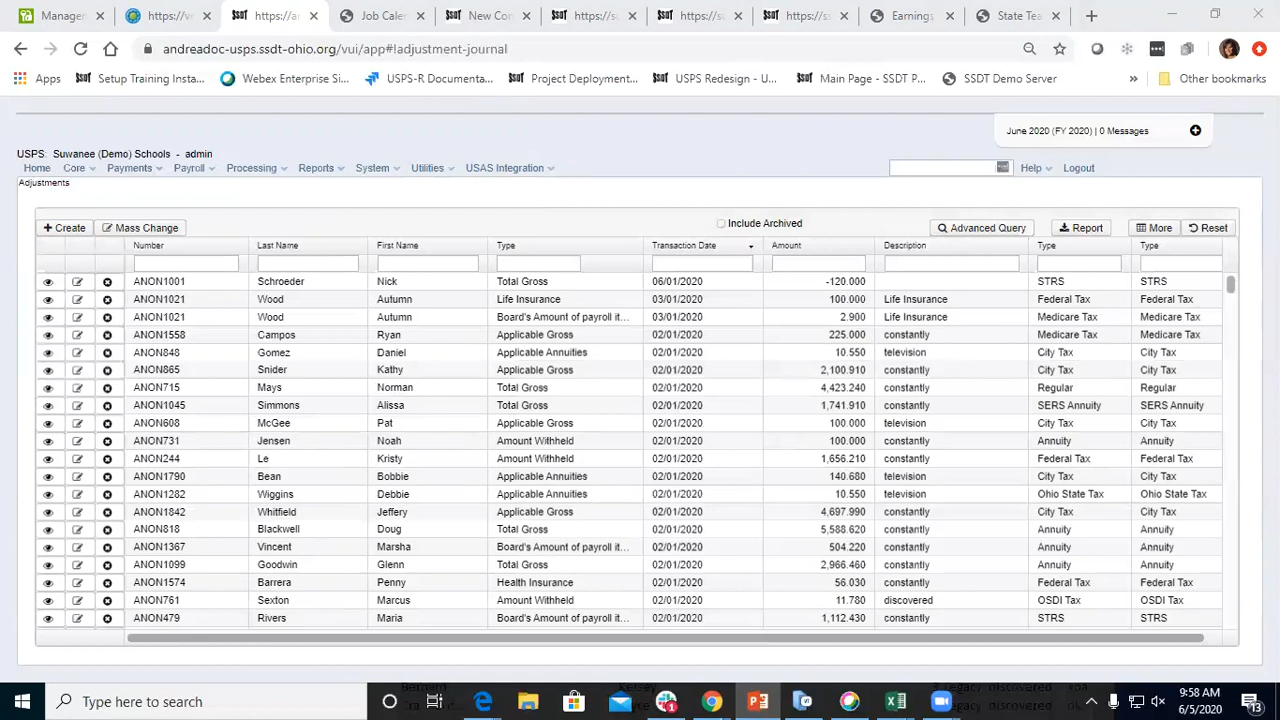 Managem
https://ve
https://ar
Job Calen
New Con
https://sc
https://
https://s
Earnings
State Tea
andreadoc-usps.ssdt-ohio.org/vui/app#!adjustment-journal
Apps
SSDT Setup Training Insta...
Webex Enterprise Si...
USPS-R Documenta...
SSDT Project Deploymen...
SSDT USPS Redesign - U...
SSDT Main Page - SSDT P...
SSDT Demo Server
»
Other bookmarks
June 2020 (FY 2020) | 0 Messages
USPS: Suwanee (Demo) Schools - admin
Home Core Payments Payroll Processing Reports System Utilities USAS Integration Help Logout
Adjustments
Create Mass Change Include Archived Advanced Query Report More Reset
Number Last Name First Name Type Transaction Date Amount Description Type Type
ANON1001 Schroeder Nick Total Gross 06/01/2020 -120.000 STRS STRS
ANON1021 Wood Autumn Life Insurance 03/01/2020 100.000 Life Insurance Federal Tax Federal Tax
ANON1021 Wood Autumn Board's Amount of payroll it... 03/01/2020 2.900 Life Insurance Medicare Tax Medicare Tax
ANON1558 Campos Ryan Applicable Gross 02/01/2020 225.000 constantly Medicare Tax Medicare Tax
ANON848 Gomez Daniel Applicable Annuities 02/01/2020 10.550 television City Tax City Tax
ANON865 Snider Kathy Applicable Gross 02/01/2020 2,100.910 constantly City Tax City Tax
ANON715 Mays Norman Total Gross 02/01/2020 4,423.240 constantly Regular Regular
ANON1045 Simmons Alissa Total Gross 02/01/2020 1,741.910 constantly SERS Annuity SERS Annuity
ANON608 McGee Pat Applicable Gross 02/01/2020 100.000 television City Tax City Tax
ANON731 Jensen Noah Amount Withheld 02/01/2020 100.000 constantly Annuity Annuity
ANON244 Le Kristy Amount Withheld 02/01/2020 1,656.210 constantly Federal Tax Federal Tax
ANON1790 Bean Bobbie Applicable Annuities 02/01/2020 140.680 television City Tax City Tax
ANON1282 Wiggins Debbie Applicable Annuities 02/01/2020 10.550 television Ohio State Tax Ohio State Tax
ANON1842 Whitfield Jeffery Applicable Gross 02/01/2020 4,697.990 constantly City Tax City Tax
ANON818 Blackwell Doug Total Gross 02/01/2020 5,588.620 constantly Annuity Annuity
ANON1367 Vincent Marsha Board's Amount of payroll it... 02/01/2020 504.220 constantly Annuity Annuity
ANON1099 Goodwin Glenn Total Gross 02/01/2020 2,966.460 constantly Annuity Annuity
ANON1574 Barrera Penny Health Insurance 02/01/2020 56.030 constantly Federal Tax Federal Tax
ANON761 Sexton Marcus Amount Withheld 02/01/2020 11.780 discovered OSDI Tax OSDI Tax
ANON479 Rivers Maria Board's Amount of payroll it... 02/01/2020 1,112.430 constantly STRS STRS
Type here to search
9:58 AM
6/5/2020
13